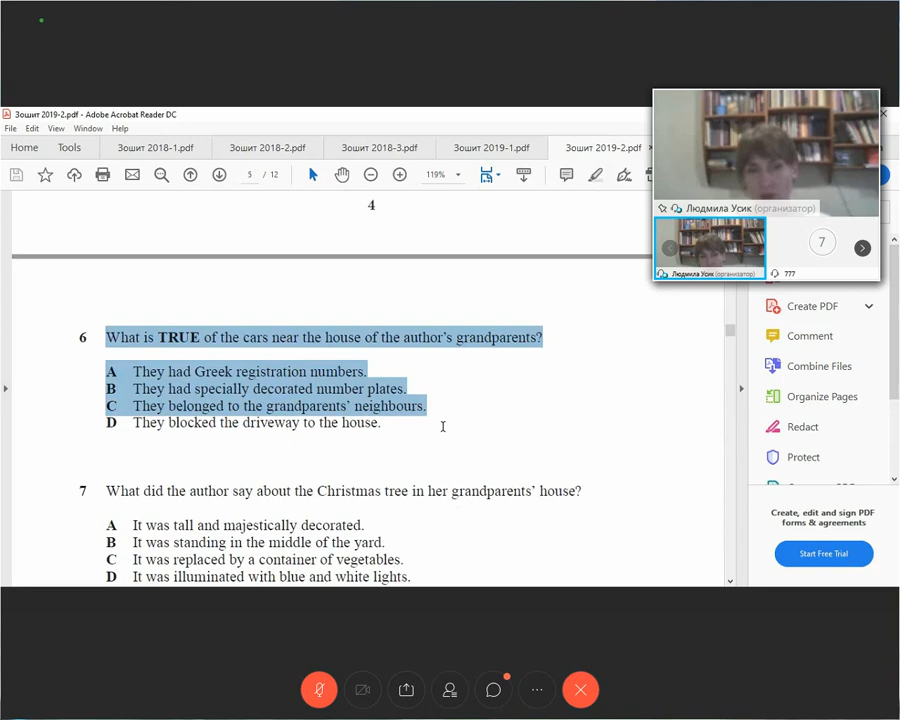 Зошит 2019-2.pdf - Adobe Acrobat Reader DC
File Edit View Window Help
Home Tools Зошит 2018-1.pdf Зошит 2018-2.pdf Зошит 2018-3.pdf Зошит 2019-1.pdf Зошит 2019-2.pdf
5 / 12 119%
4
Людмила Усик (организатор)
Людмила Усик (организатор) 7 777
6 What is TRUE of the cars near the house of the author's grandparents?
A They had Greek registration numbers.
B They had specially decorated number plates.
C They belonged to the grandparents' neighbours.
D They blocked the driveway to the house.
7 What did the author say about the Christmas tree in her grandparents' house?
A It was tall and majestically decorated.
B It was standing in the middle of the yard.
C It was replaced by a container of vegetables.
D It was illuminated with blue and white lights.
Create PDF
Comment
Combine Files
Organize Pages
Redact
Protect
Create, edit and sign PDF
forms & agreements
Start Free Trial